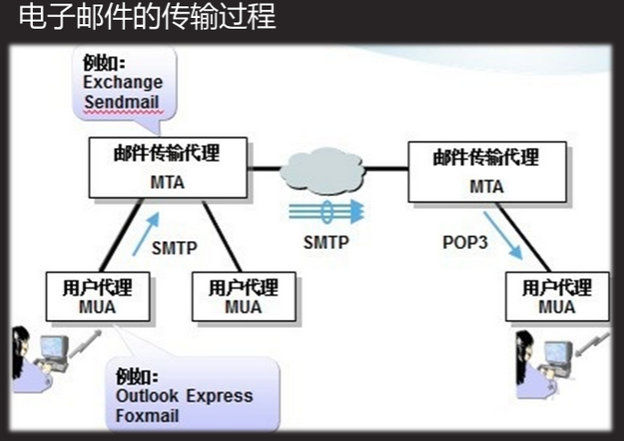 电子邮件的传输过程
例如:
Exchange
Sendmail
邮件传输代理
MTA
邮件传输代理
MTA
SMTP
SMTP
POP3
用户代理
MUA
用户代理
MUA
用户代理
MUA
例如:
Outlook Express
Foxmail